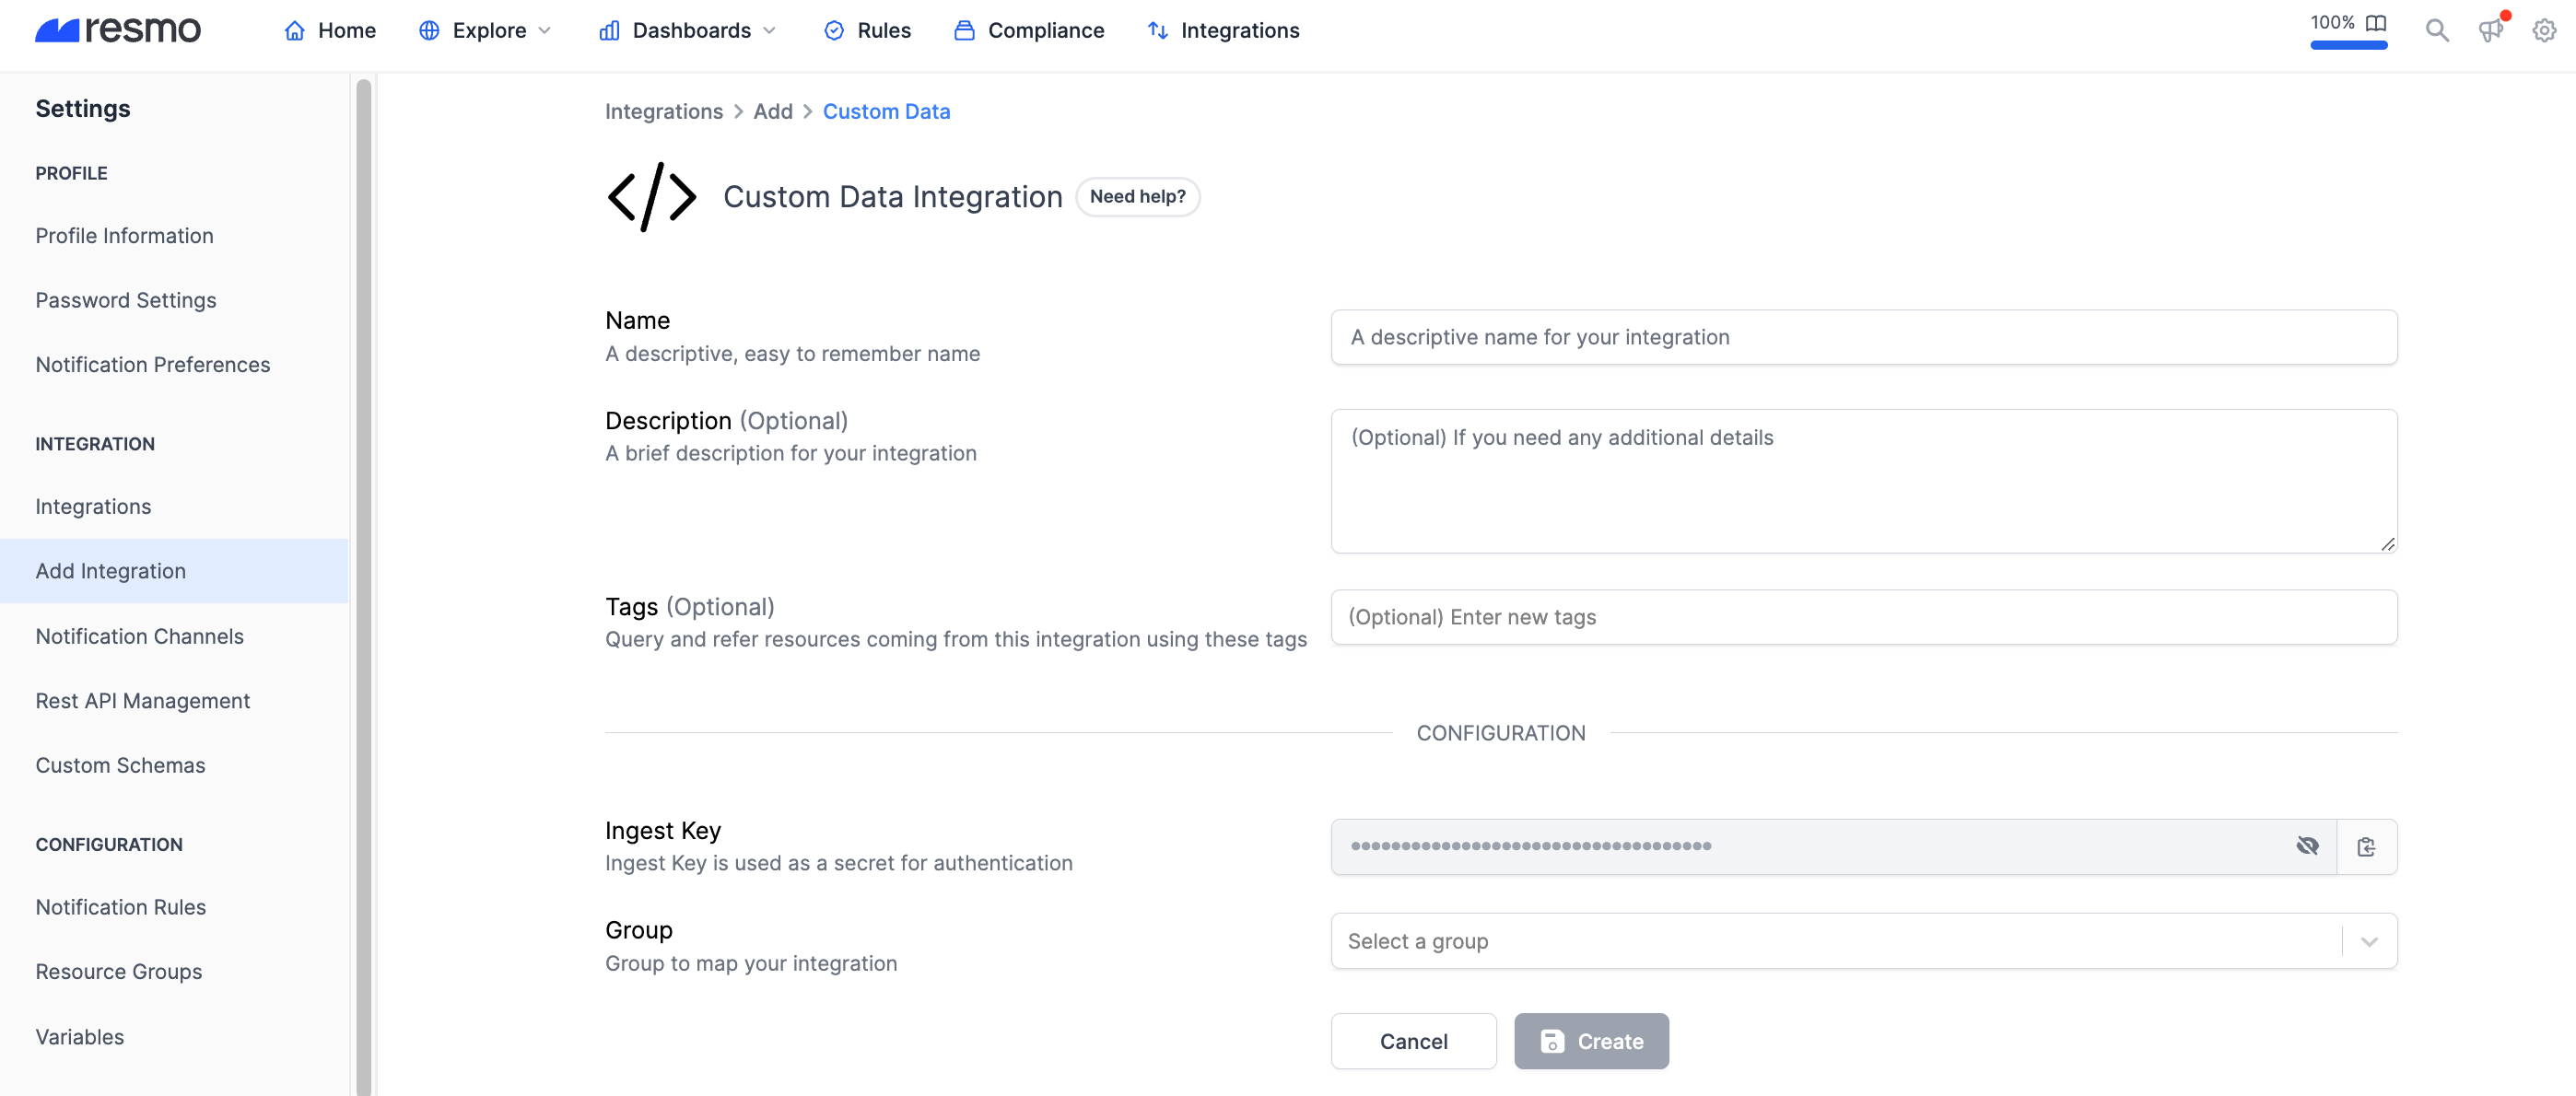 resmo
Home
Explore
Dashboards
Rules
Compliance
Integrations
100%
Settings
PROFILE
Profile Information
Password Settings
Notification Preferences
INTEGRATION
Integrations
Add Integration
Notification Channels
Rest API Management
Custom Schemas
CONFIGURATION
Notification Rules
Resource Groups
Variables
Integrations > Add > Custom Data
</> Custom Data Integration
Need help?
Name
A descriptive, easy to remember name
A descriptive name for your integration
Description (Optional)
A brief description for your integration
(Optional) If you need any additional details
Tags (Optional)
Query and refer resources coming from this integration using these tags
(Optional) Enter new tags
CONFIGURATION
Ingest Key
Ingest Key is used as a secret for authentication
••••••••••••••••••••••••••••••••••••
Group
Group to map your integration
Select a group
Cancel
Create